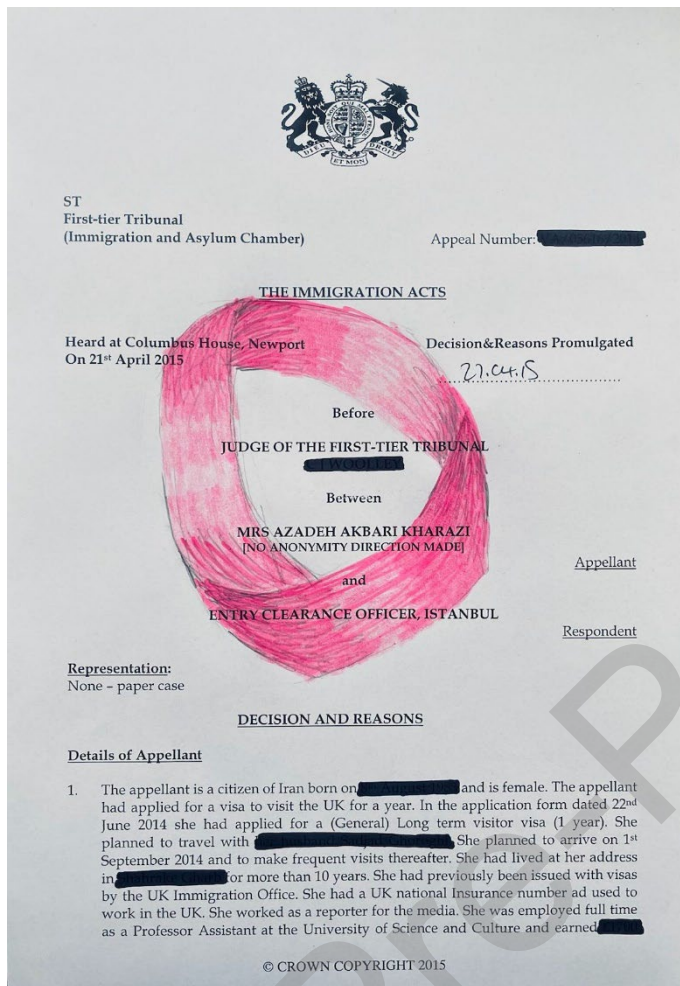 DIEU ET MON DROIT
ST
First-tier Tribunal
(Immigration and Asylum Chamber)
Appeal Number:
THE IMMIGRATION ACTS
Heard at Columbus House, Newport
On 21st April 2015
Decision&Reasons Promulgated
27.04.15
Before
JUDGE OF THE FIRST-TIER TRIBUNAL
Between
MRS AZADEH AKBARI KHARAZI
[NO ANONYMITY DIRECTION MADE]
Appellant
and
ENTRY CLEARANCE OFFICER, ISTANBUL
Respondent
Representation:
None – paper case
DECISION AND REASONS
Details of Appellant
1. The appellant is a citizen of Iran born on and is female. The appellant
had applied for a visa to visit the UK for a year. In the application form dated 22nd
June 2014 she had applied for a (General) Long term visitor visa (1 year). She
planned to travel with She planned to arrive on 1st
September 2014 and to make frequent visits thereafter. She had lived at her address
in for more than 10 years. She had previously been issued with visas
by the UK Immigration Office. She had a UK national Insurance number ad used to
work in the UK. She worked as a reporter for the media. She was employed full time
as a Professor Assistant at the University of Science and Culture and earned
© CROWN COPYRIGHT 2015
Pre-P